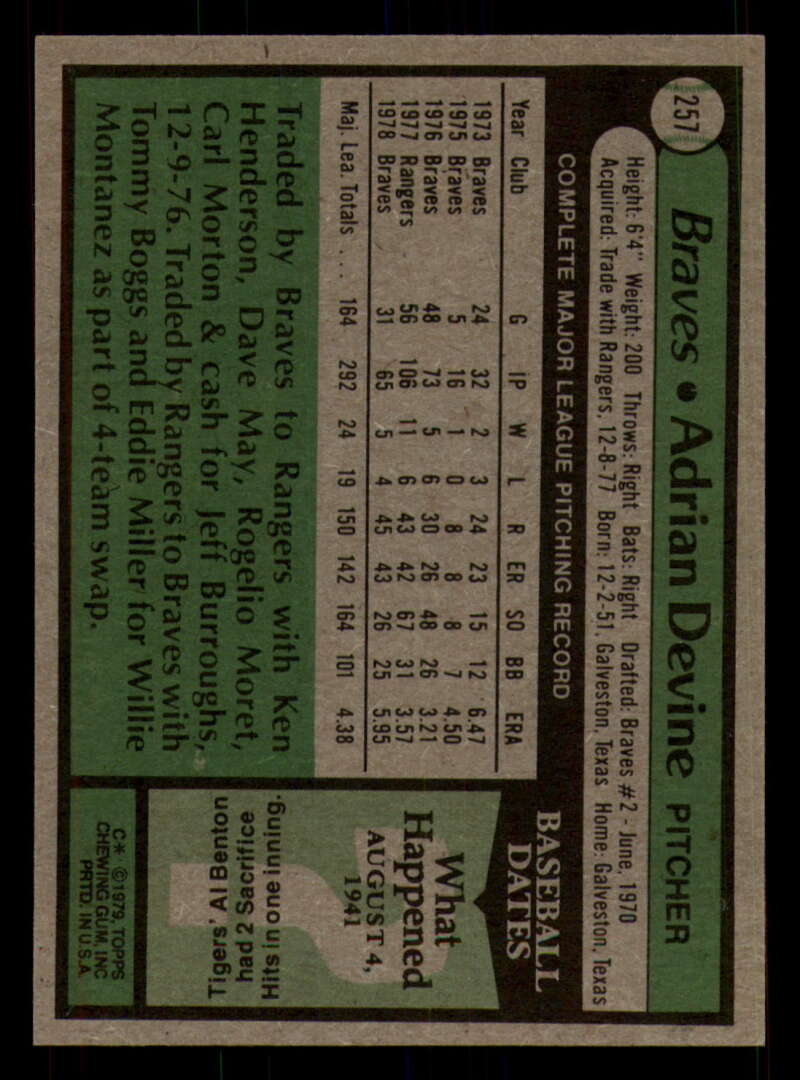 257
Braves • Adrian Devine PITCHER
Height: 6'4" Weight: 200 Throws: Right Bats: Right Drafted: Braves #2 - June, 1970
Acquired: Trade with Rangers, 12-8-77 Born: 12-2-51, Galveston, Texas Home: Galveston, Texas
COMPLETE MAJOR LEAGUE PITCHING RECORD
Year Club G IP W L R ER SO BB ERA
1973 Braves 24 32 2 3 24 23 15 12 6.47
1975 Braves 5 16 1 0 8 8 8 7 4.50
1976 Braves 48 73 5 6 30 26 48 26 3.21
1977 Rangers 56 106 11 6 43 42 67 31 3.57
1978 Braves 31 65 5 4 45 43 26 25 5.95
Maj. Lea. Totals ... 164 292 24 19 150 142 164 101 4.38
Traded by Braves to Rangers with Ken
Henderson, Dave May, Rogelio Moret,
Carl Morton & cash for Jeff Burroughs,
12-9-76. Traded by Rangers to Braves with
Tommy Boggs and Eddie Miller for Willie
Montanez as part of 4-team swap.
BASEBALL
DATES
What
Happened
AUGUST 4,
1941
Tigers' Al Benton
had 2 Sacrifice
Hits in one inning.
C* ©1979, TOPPS
CHEWING GUM, INC
PRTD. IN U.S.A.